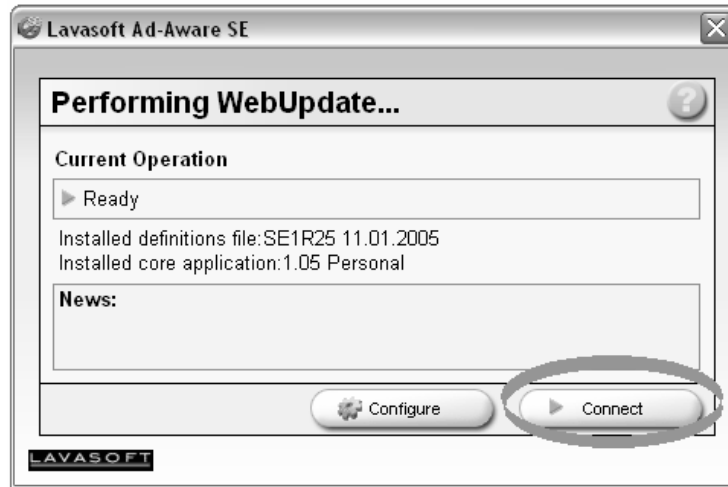 Lavasoft Ad-Aware SE
Performing WebUpdate...
?
Current Operation
Ready
Installed definitions file:SE1R25 11.01.2005
Installed core application:1.05 Personal
News:
Configure
Connect
LAVASOFT